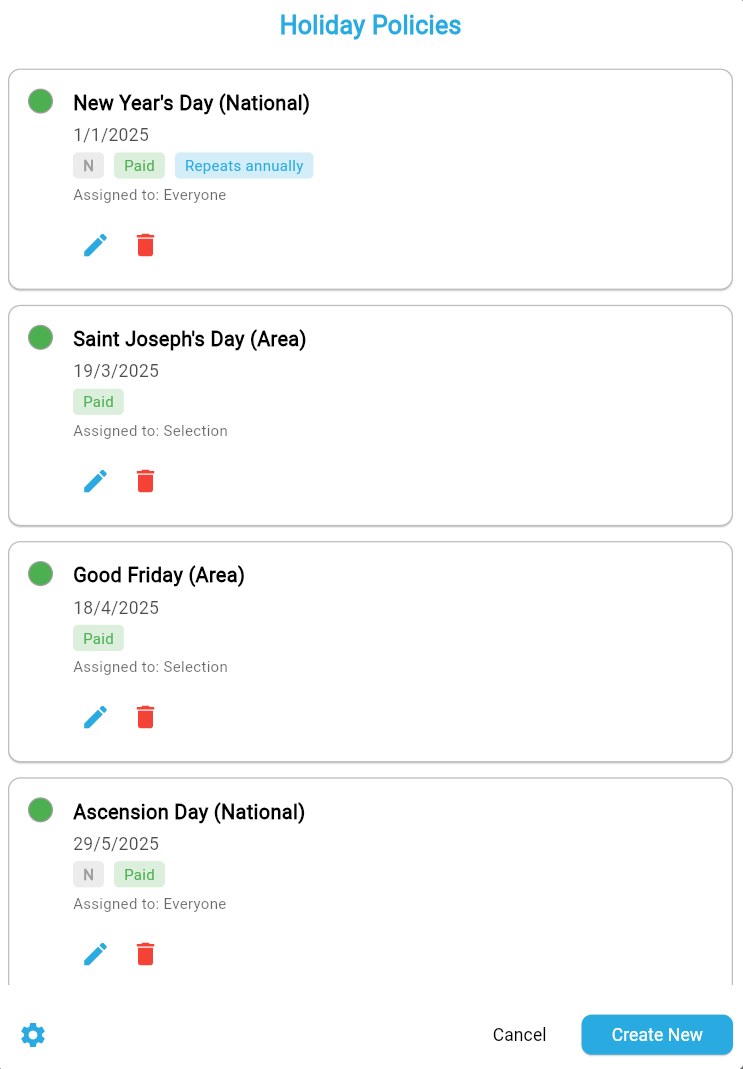 Holiday Policies
New Year's Day (National)
1/1/2025
N Paid Repeats annually
Assigned to: Everyone
Saint Joseph's Day (Area)
19/3/2025
Paid
Assigned to: Selection
Good Friday (Area)
18/4/2025
Paid
Assigned to: Selection
Ascension Day (National)
29/5/2025
N Paid
Assigned to: Everyone
Cancel Create New